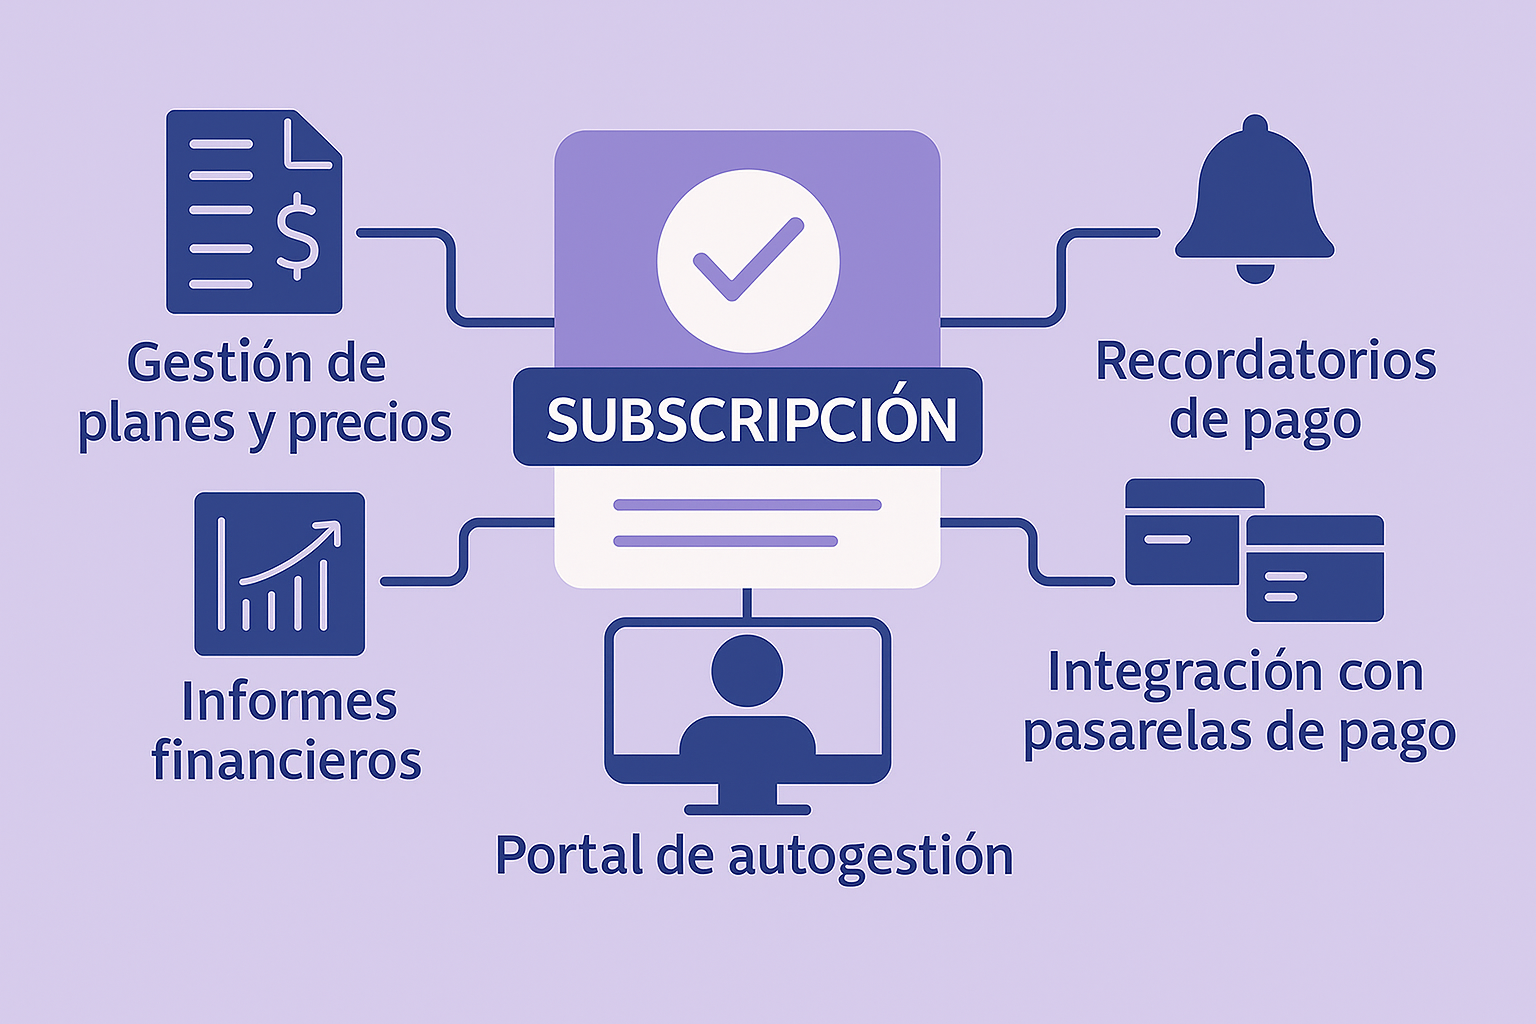 SUBSCRIPCIÓN
Gestión de
planes y precios
Recordatorios
de pago
Informes
financieros
Integración con
pasarelas de pago
Portal de autogestión